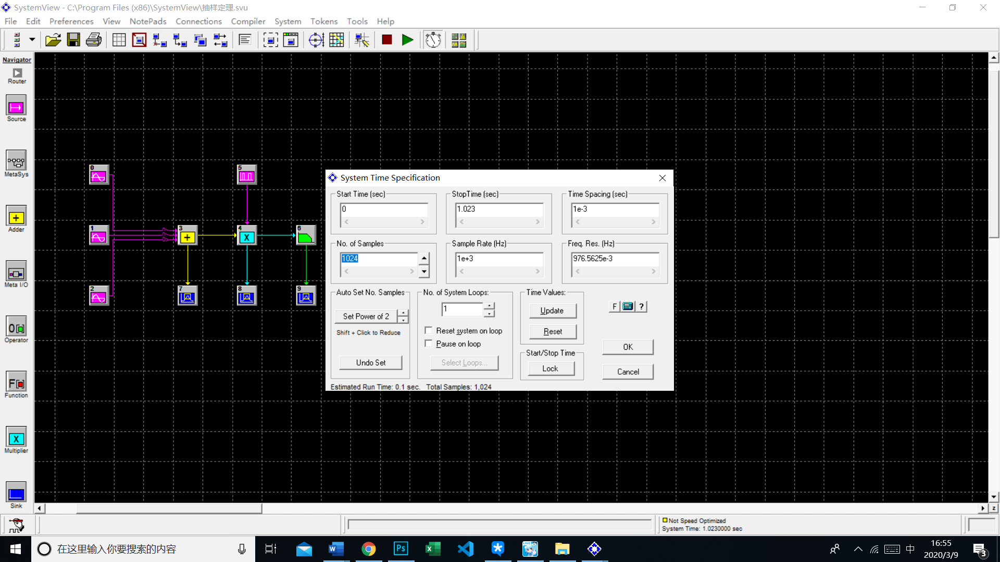 SystemView - C:\Program Files (x86)\SystemView\抽样定理.svu
File Edit Preferences View NotePads Connections Compiler System Tokens Tools Help
Navigator
Router
Source
MetaSys
Adder
Meta I/O
Operator
Function
Multiplier
Sink
0
5
1
3
4
6
2
7
8
9
+
X
System Time Specification
Start Time (sec)
0
StopTime (sec)
1.023
Time Spacing (sec)
1e-3
No. of Samples
1024
Sample Rate (Hz)
1e+3
Freq. Res. (Hz)
976.5625e-3
Auto Set No. Samples
Set Power of 2
Shift + Click to Reduce
Undo Set
No. of System Loops:
1
Reset system on loop
Pause on loop
Select Loops...
Time Values:
Update
Reset
Start/Stop Time
Lock
F ?
OK
Cancel
Estimated Run Time: 0.1 sec. Total Samples: 1,024
z
Not Speed Optimized
System Time: 1.0230000 sec
在这里输入你要搜索的内容
中
16:55
2020/3/9
3